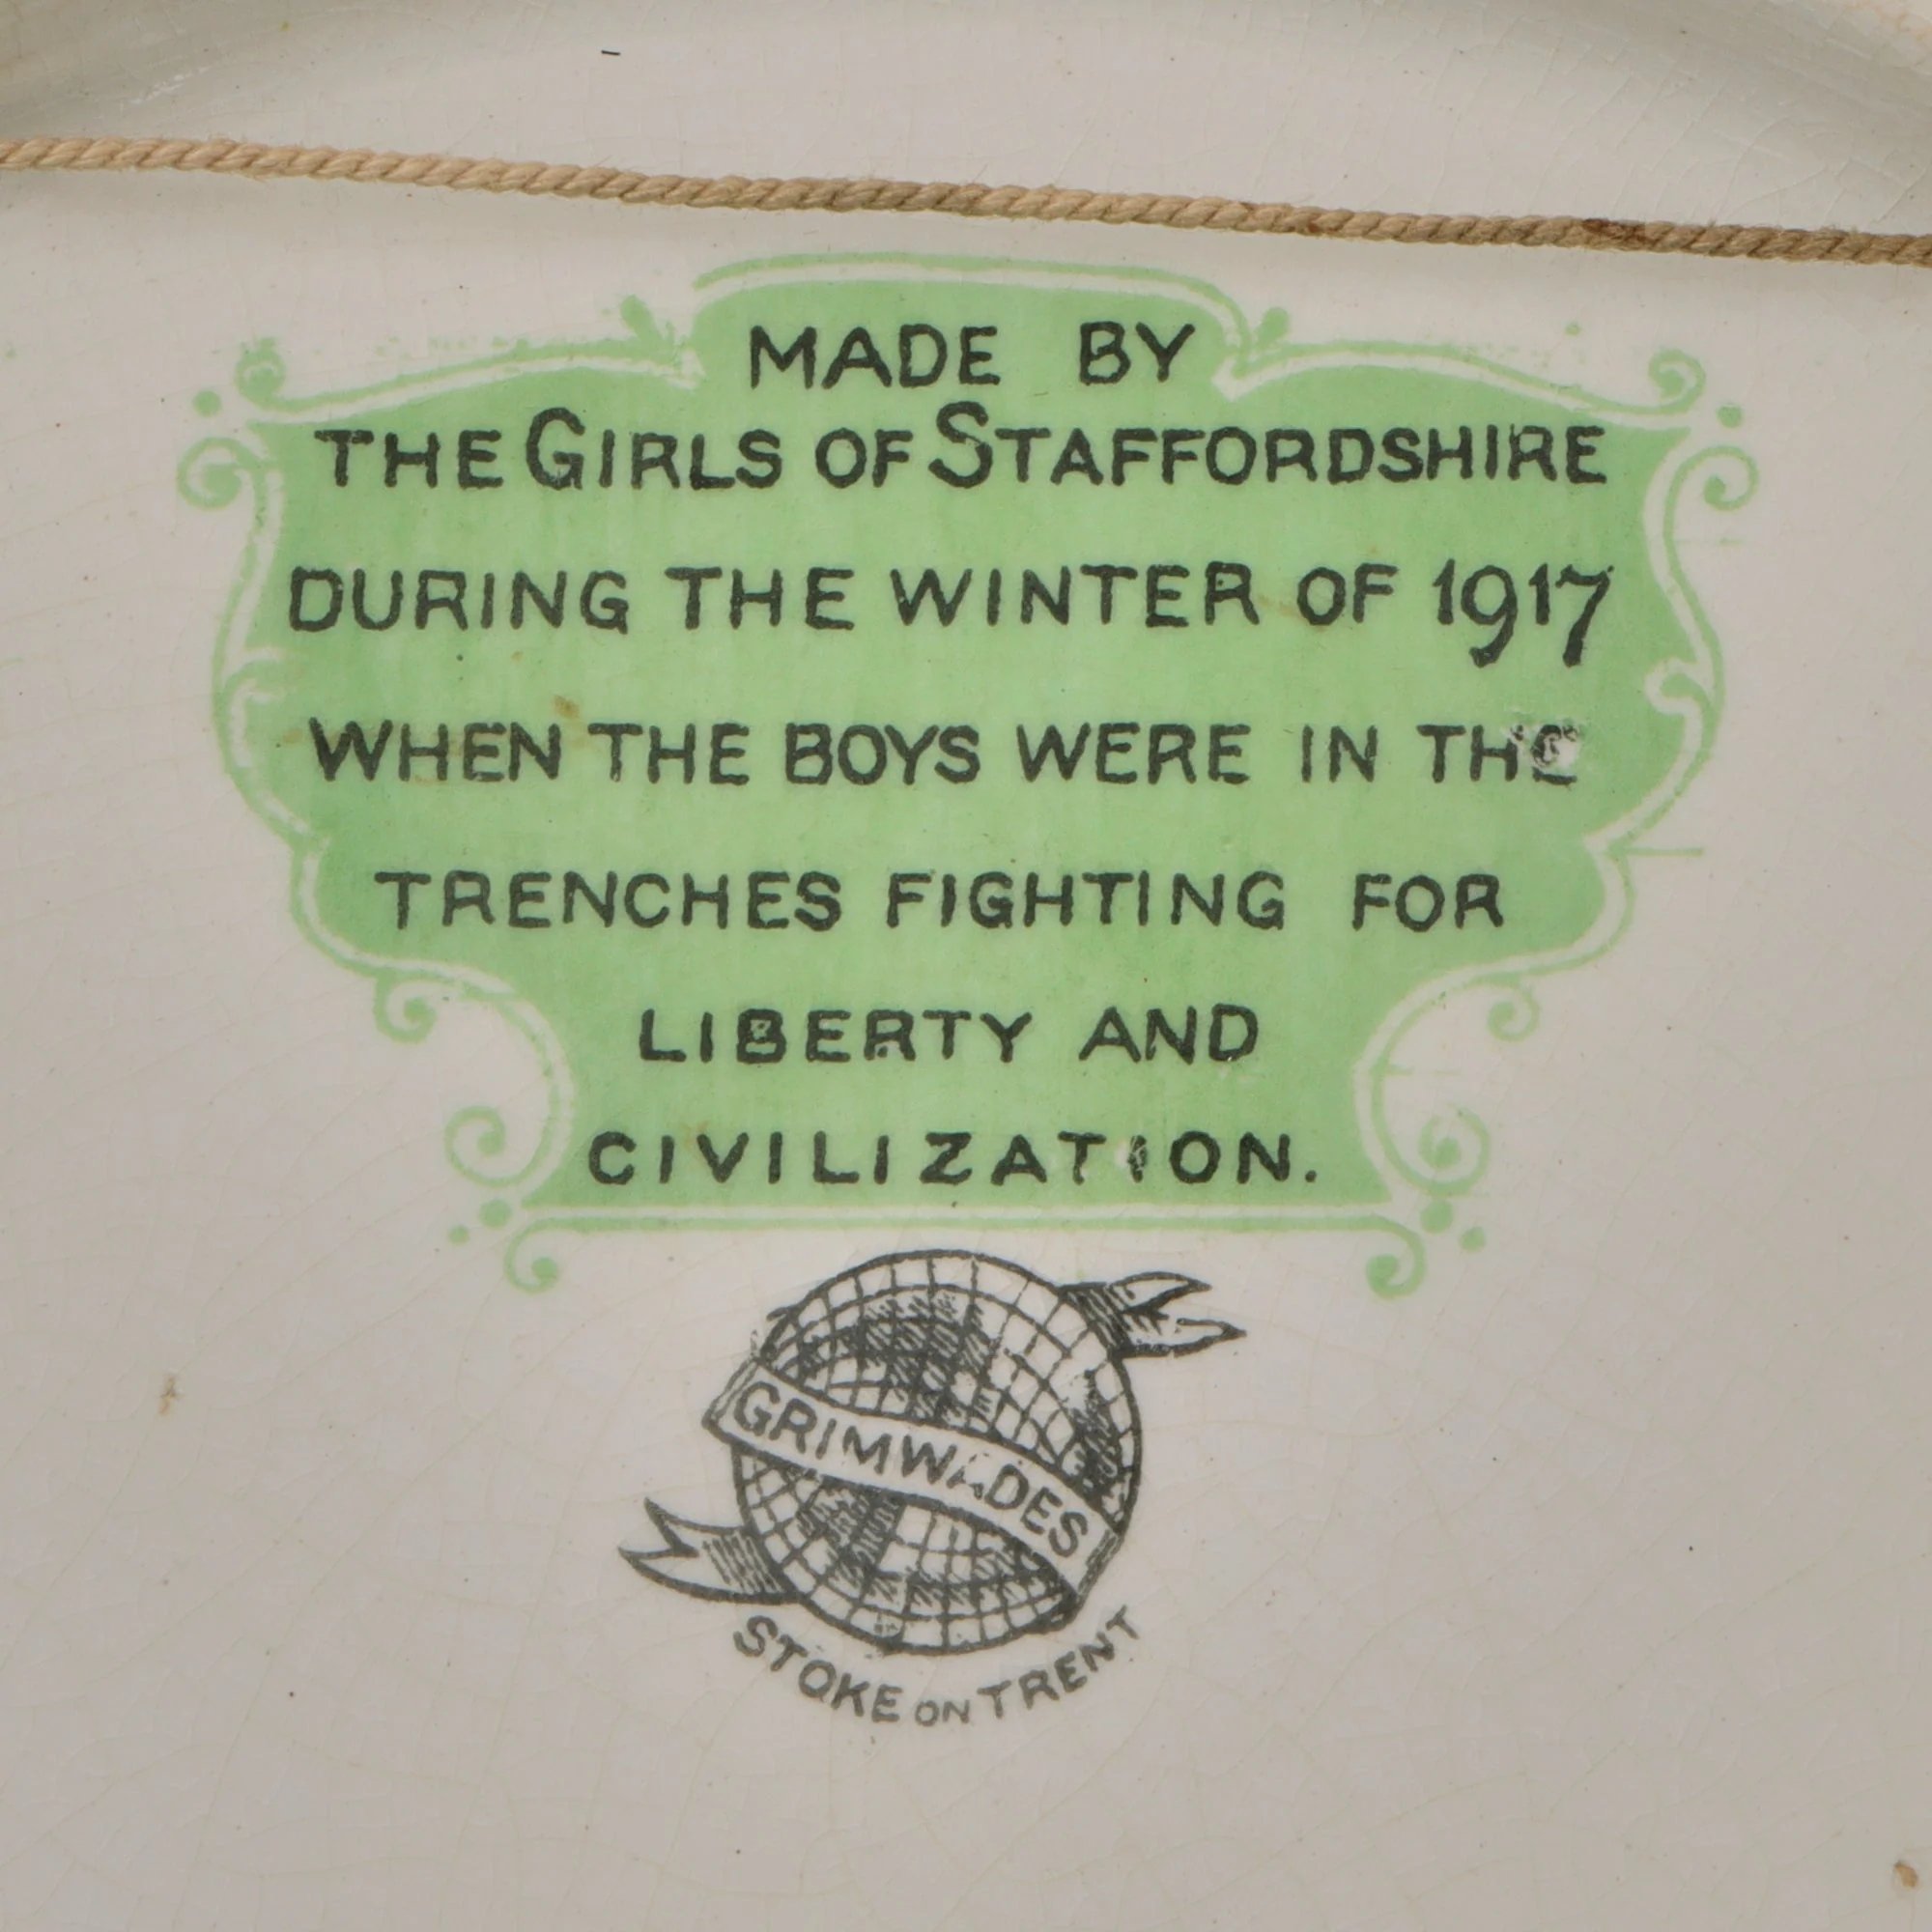 MADE BY
THE GIRLS OF STAFFORDSHIRE
DURING THE WINTER OF 1917
WHEN THE BOYS WERE IN THE
TRENCHES FIGHTING FOR
LIBERTY AND
CIVILIZATION.
GRIMWADES
STOKE ON TRENT